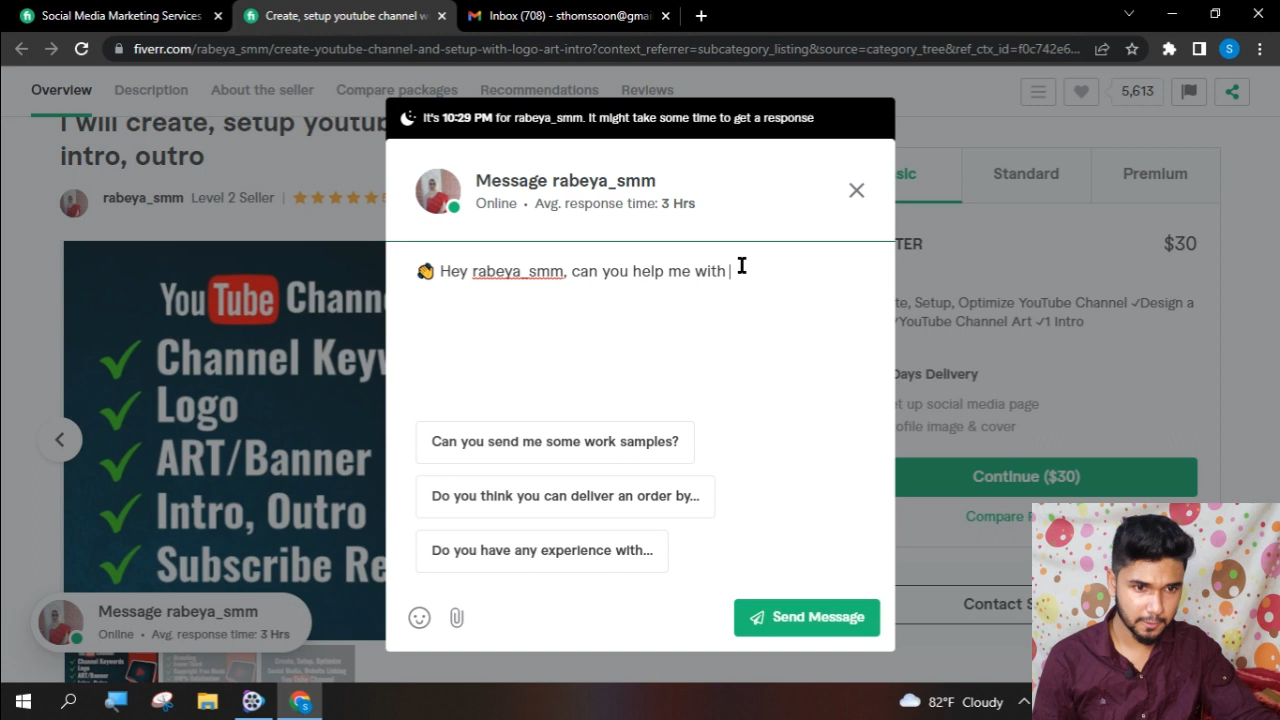 Social Media Marketing Services
Create, setup youtube channel w
Inbox (708) - sthomssoon@gmai
fiverr.com/rabeya_smm/create-youtube-channel-and-setup-with-logo-art-intro?context_referrer=subcategory_listing&source=category_tree&ref_ctx_id=f0c742e6...
S
Overview
Description
About the seller
Compare packages
Recommendations
Reviews
5,613
I will create, setup youtub
intro, outro
rabeya_smm Level 2 Seller
It's 10:29 PM for rabeya_smm. It might take some time to get a response
Message rabeya_smm
Online • Avg. response time: 3 Hrs
👋 Hey rabeya_smm, can you help me with
Can you send me some work samples?
Do you think you can deliver an order by...
Do you have any experience with...
Send Message
sic
Standard
Premium
TER
$30
te, Setup, Optimize YouTube Channel ✓Design a
YouTube Channel Art ✓1 Intro
Days Delivery
et up social media page
ofile image & cover
Continue ($30)
Compare
Contact S
YouTube Chann
Channel Keyw
Logo
ART/Banner
Intro, Outro
Subscribe Re
Message rabeya_smm
Online • Avg. response time: 3 Hrs
Channel Keywords
Logo
82°F Cloudy